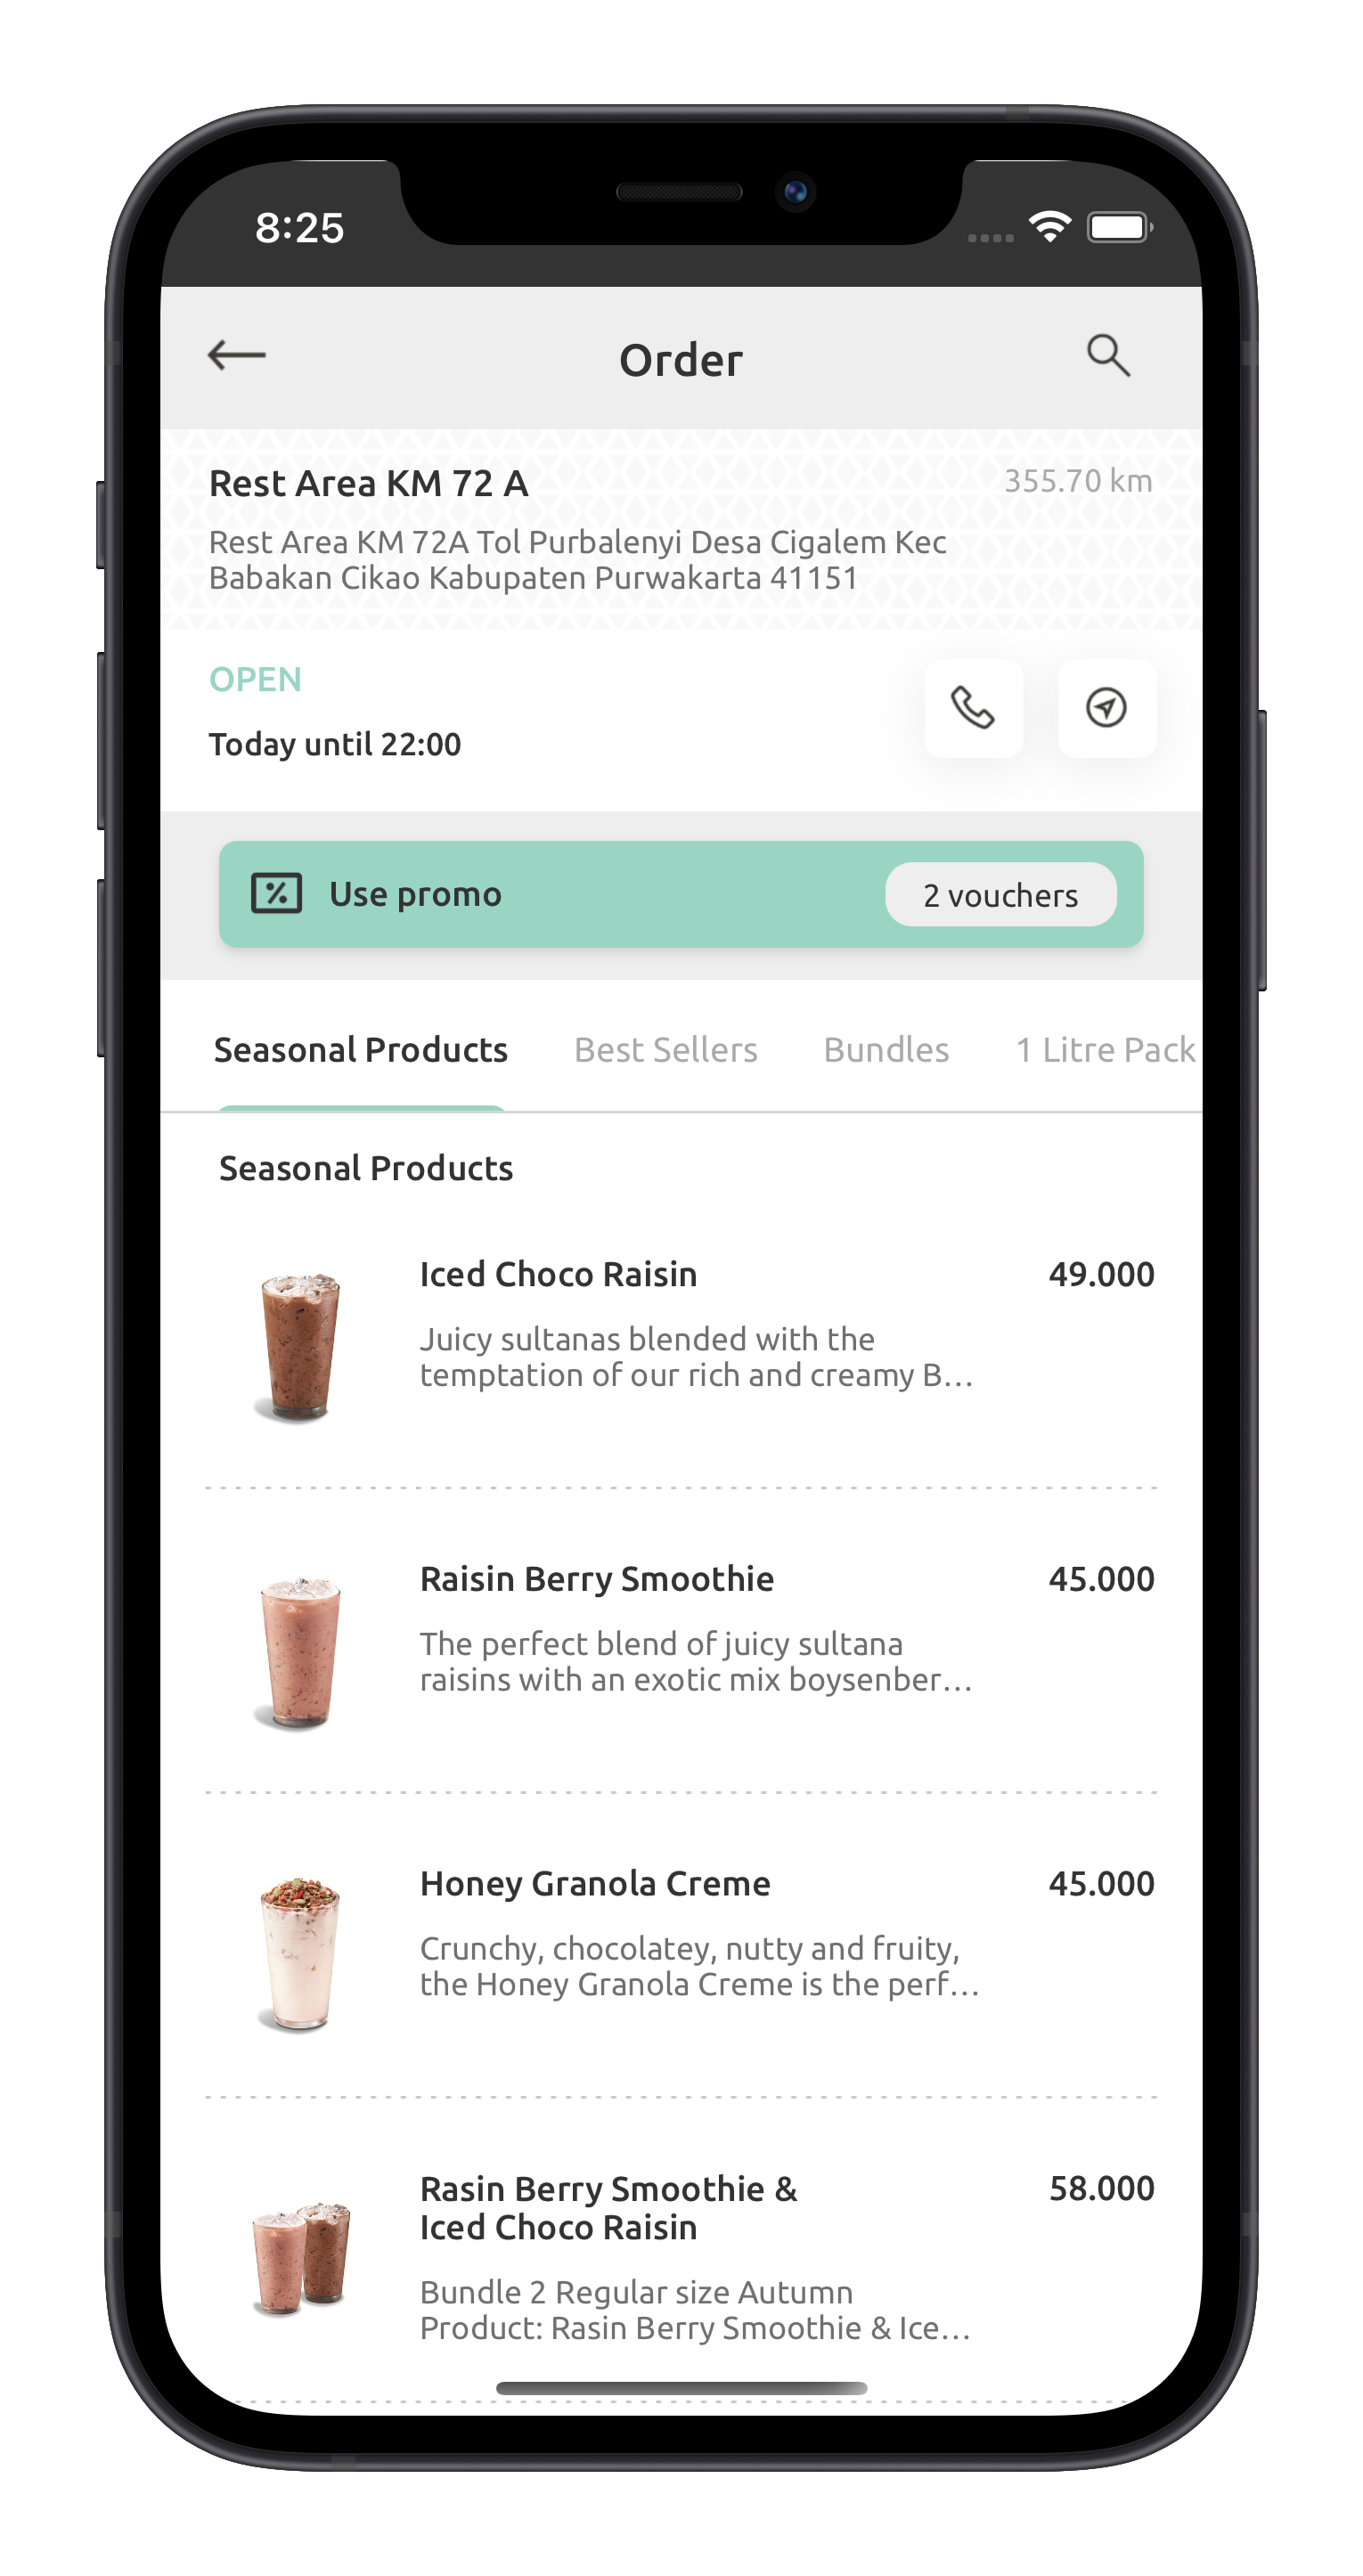 8:25
Order
Rest Area KM 72 A
355.70 km
Rest Area KM 72A Tol Purbalenyi Desa Cigalem Kec
Babakan Cikao Kabupaten Purwakarta 41151
OPEN
Today until 22:00
Use promo
2 vouchers
Seasonal Products
Best Sellers
Bundles
1 Litre Pack
Seasonal Products
Iced Choco Raisin
49.000
Juicy sultanas blended with the
temptation of our rich and creamy B...
Raisin Berry Smoothie
45.000
The perfect blend of juicy sultana
raisins with an exotic mix boysenber...
Honey Granola Creme
45.000
Crunchy, chocolatey, nutty and fruity,
the Honey Granola Creme is the perf...
Rasin Berry Smoothie &
Iced Choco Raisin
58.000
Bundle 2 Regular size Autumn
Product: Rasin Berry Smoothie & Ice...